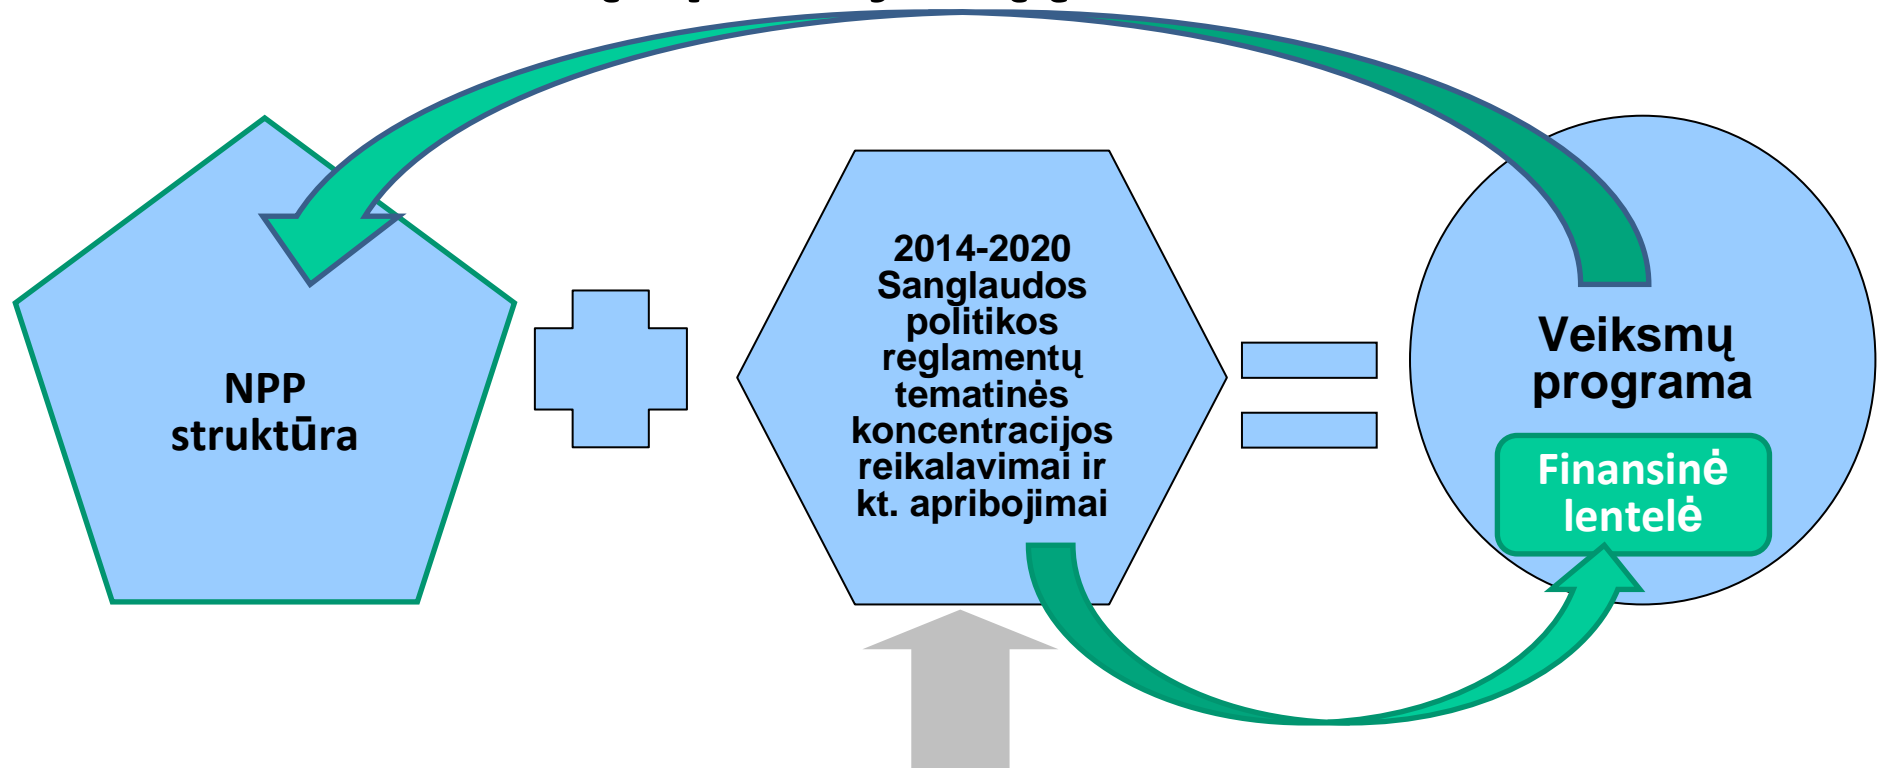 NPP
struktūra
2014-2020
Sanglaudos
politikos
reglamentų
tematinės
koncentracijos
reikalavimai ir
kt. apribojimai
Veiksmų
programa
Finansinė
lentelė